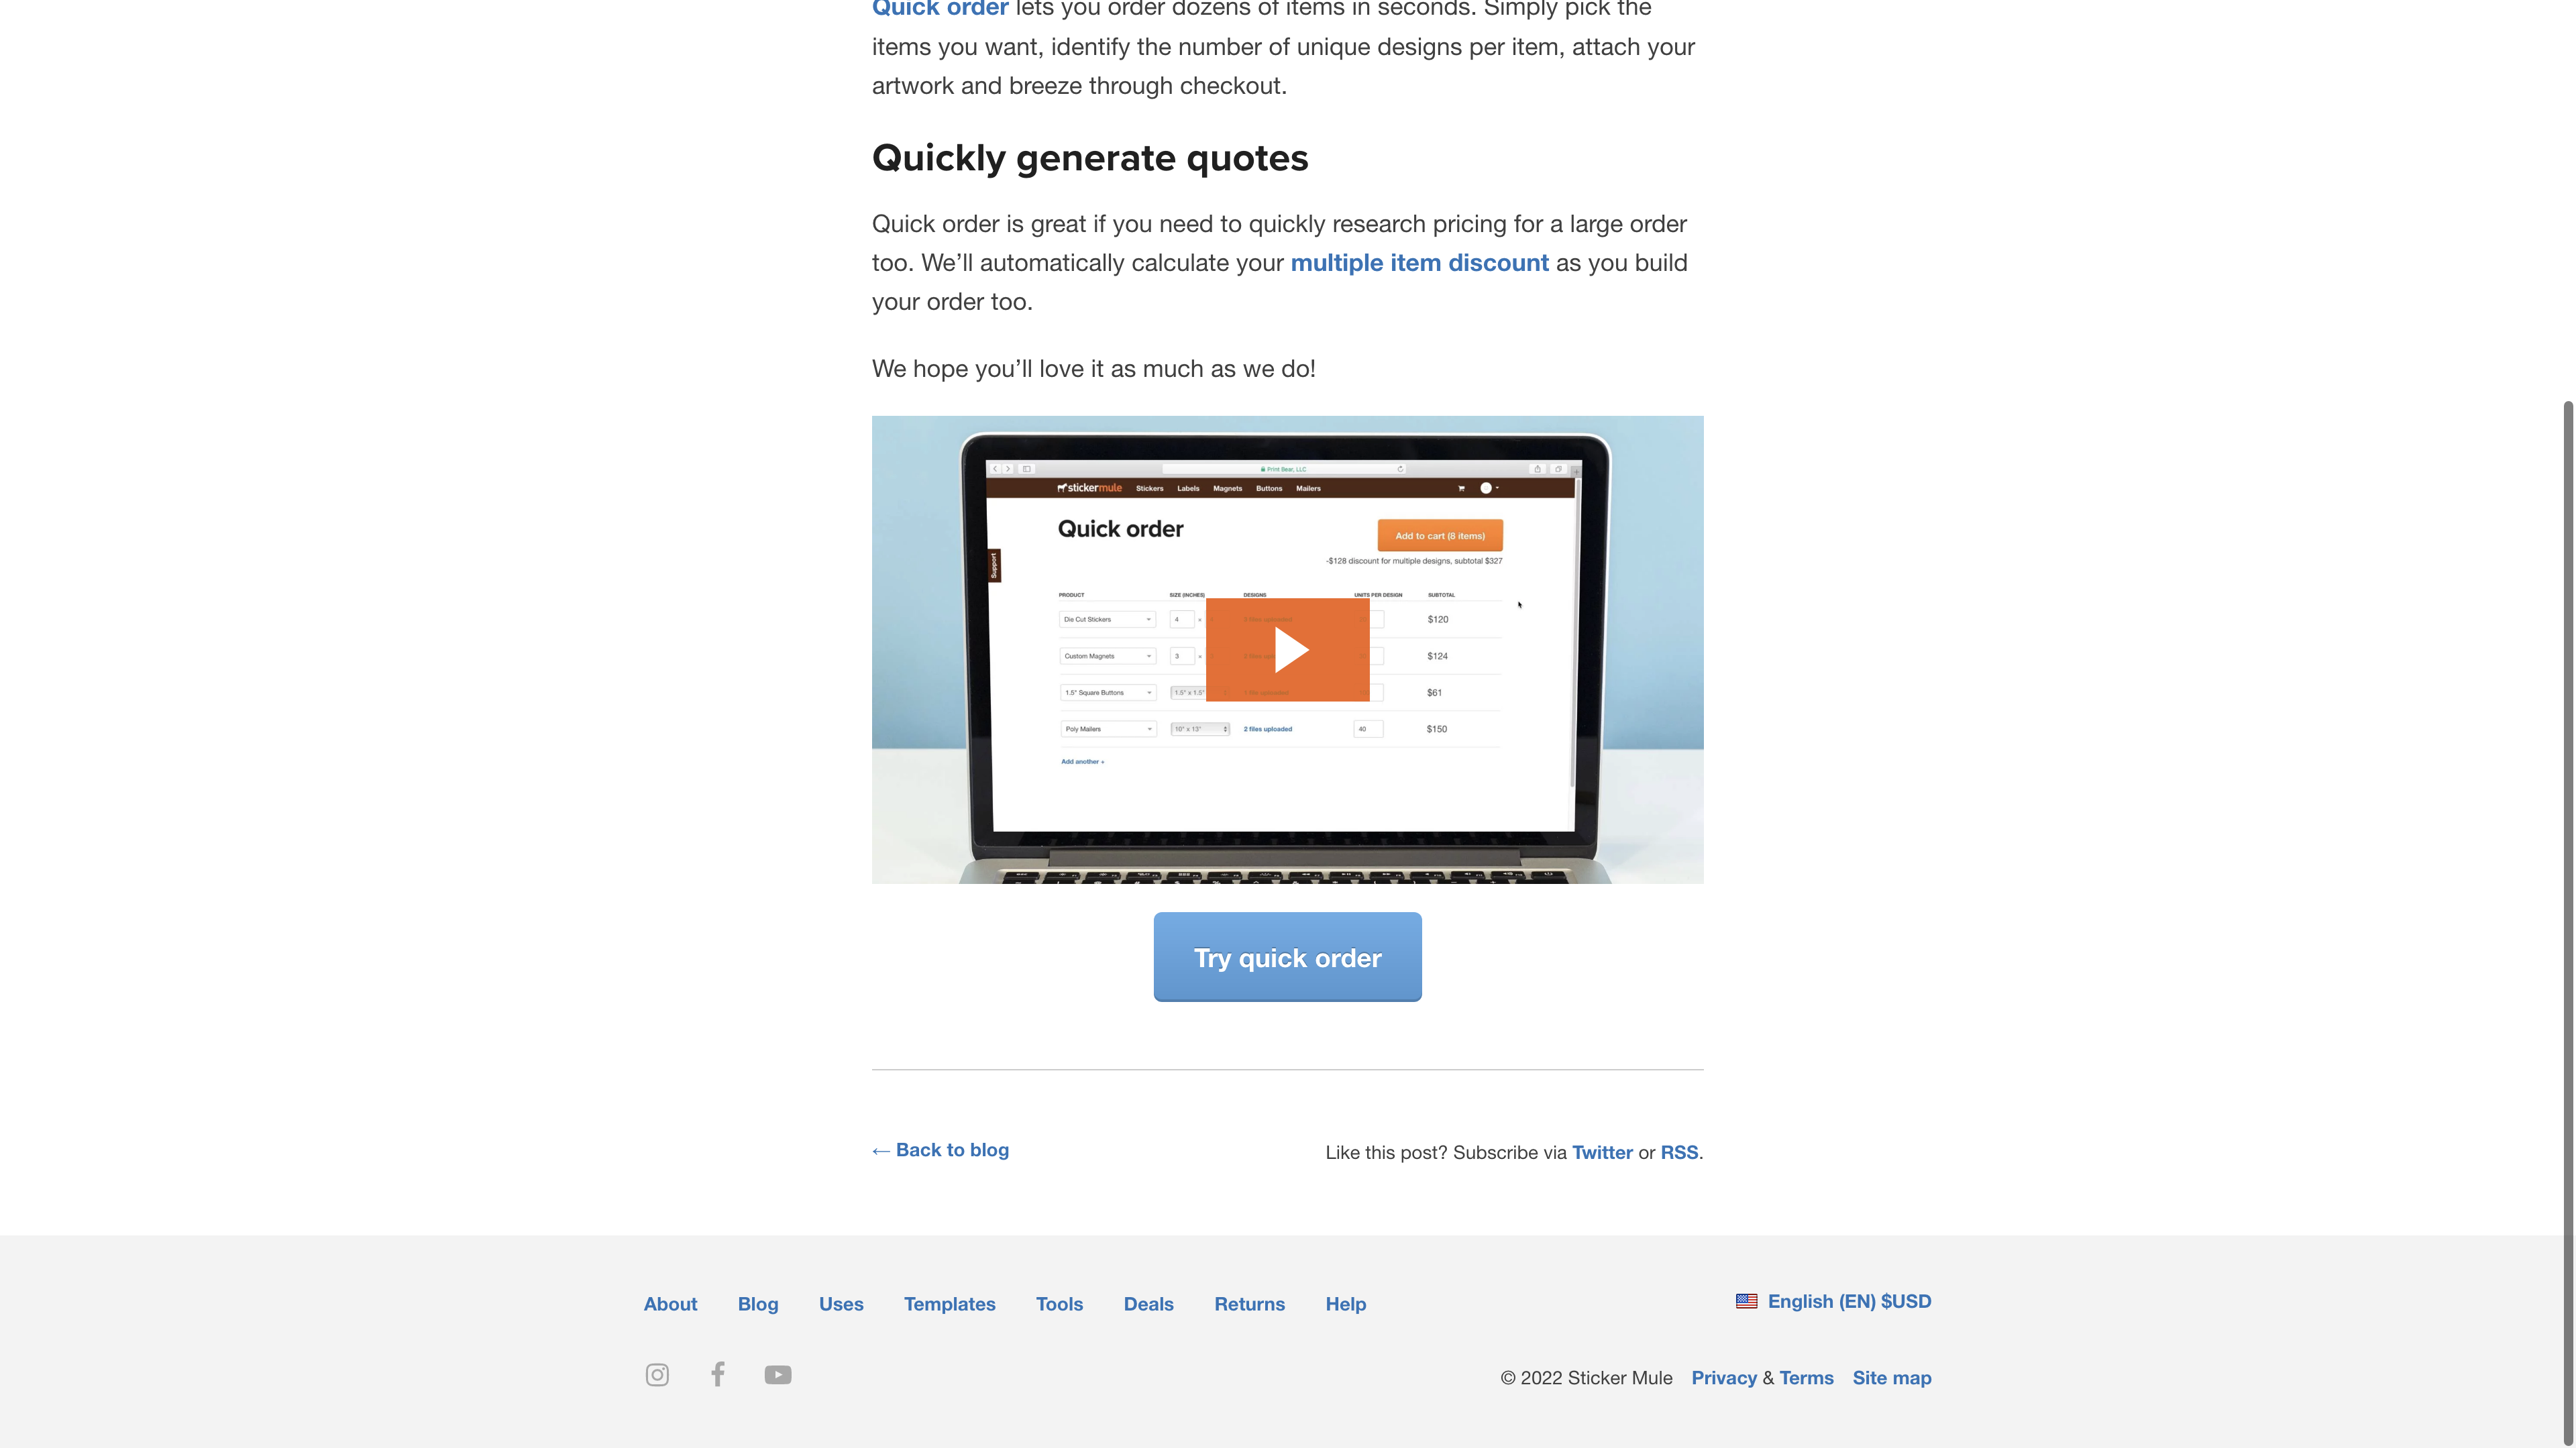 Quick order lets you order dozens of items in seconds. Simply pick the
items you want, identify the number of unique designs per item, attach your
artwork and breeze through checkout.
Quickly generate quotes
Quick order is great if you need to quickly research pricing for a large order
too. We’ll automatically calculate your multiple item discount as you build
your order too.
We hope you’ll love it as much as we do!
Print Bear, LLC
stickermule Stickers Labels Magnets Buttons Mailers
Quick order
Add to cart (8 items)
-$128 discount for multiple designs, subtotal $327
Support
PRODUCT SIZE (INCHES) DESIGNS UNITS PER DESIGN SUBTOTAL
Die Cut Stickers 4 × $120
Custom Magnets 3 × $124
1.5" Square Buttons 1.5" x 1.5" $61
Poly Mailers 10" x 13" 2 files uploaded 40 $150
Add another +
Try quick order
← Back to blog
Like this post? Subscribe via Twitter or RSS.
About Blog Uses Templates Tools Deals Returns Help
English (EN) $USD
© 2022 Sticker Mule Privacy & Terms Site map